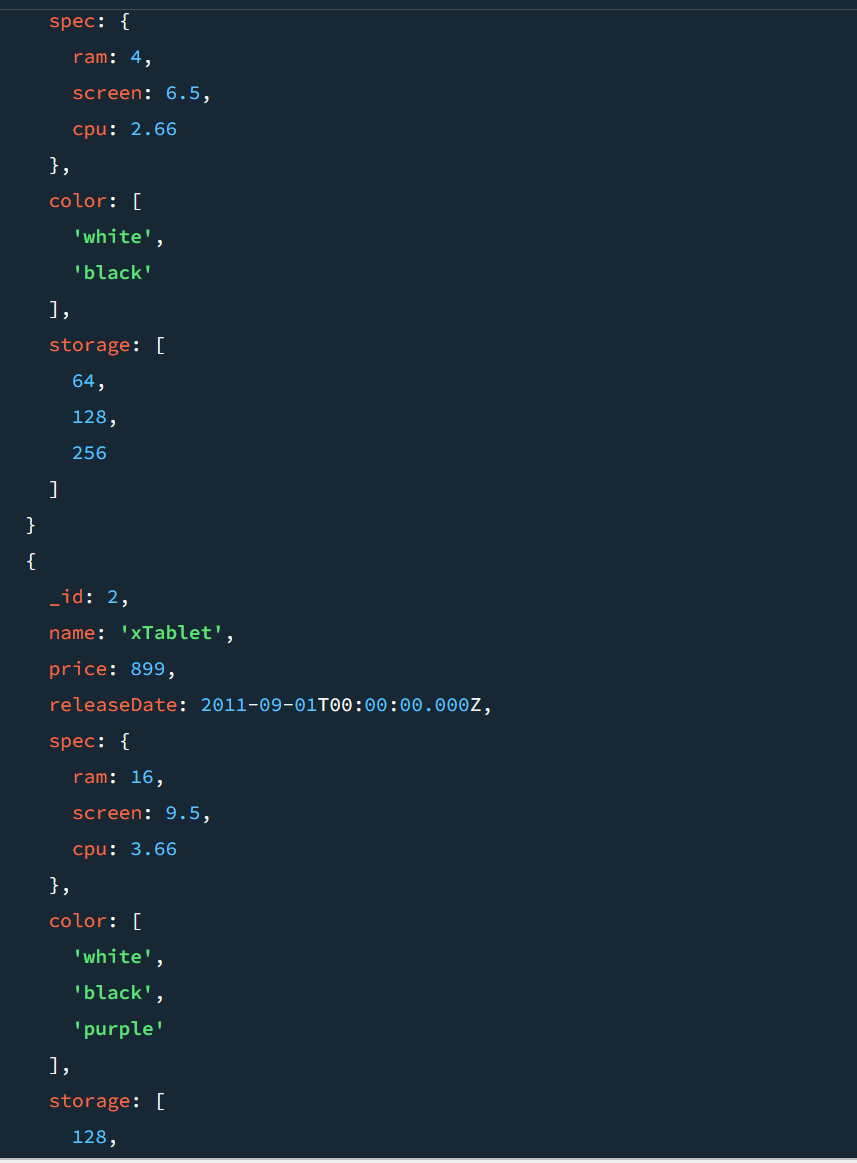 spec: {
ram: 4,
screen: 6.5,
cpu: 2.66
},
color: [
'white',
'black'
],
storage: [
64,
128,
256
]
}
{
_id: 2,
name: 'xTablet',
price: 899,
releaseDate: 2011-09-01T00:00:00.000Z,
spec: {
ram: 16,
screen: 9.5,
cpu: 3.66
},
color: [
'white',
'black',
'purple'
],
storage: [
128,